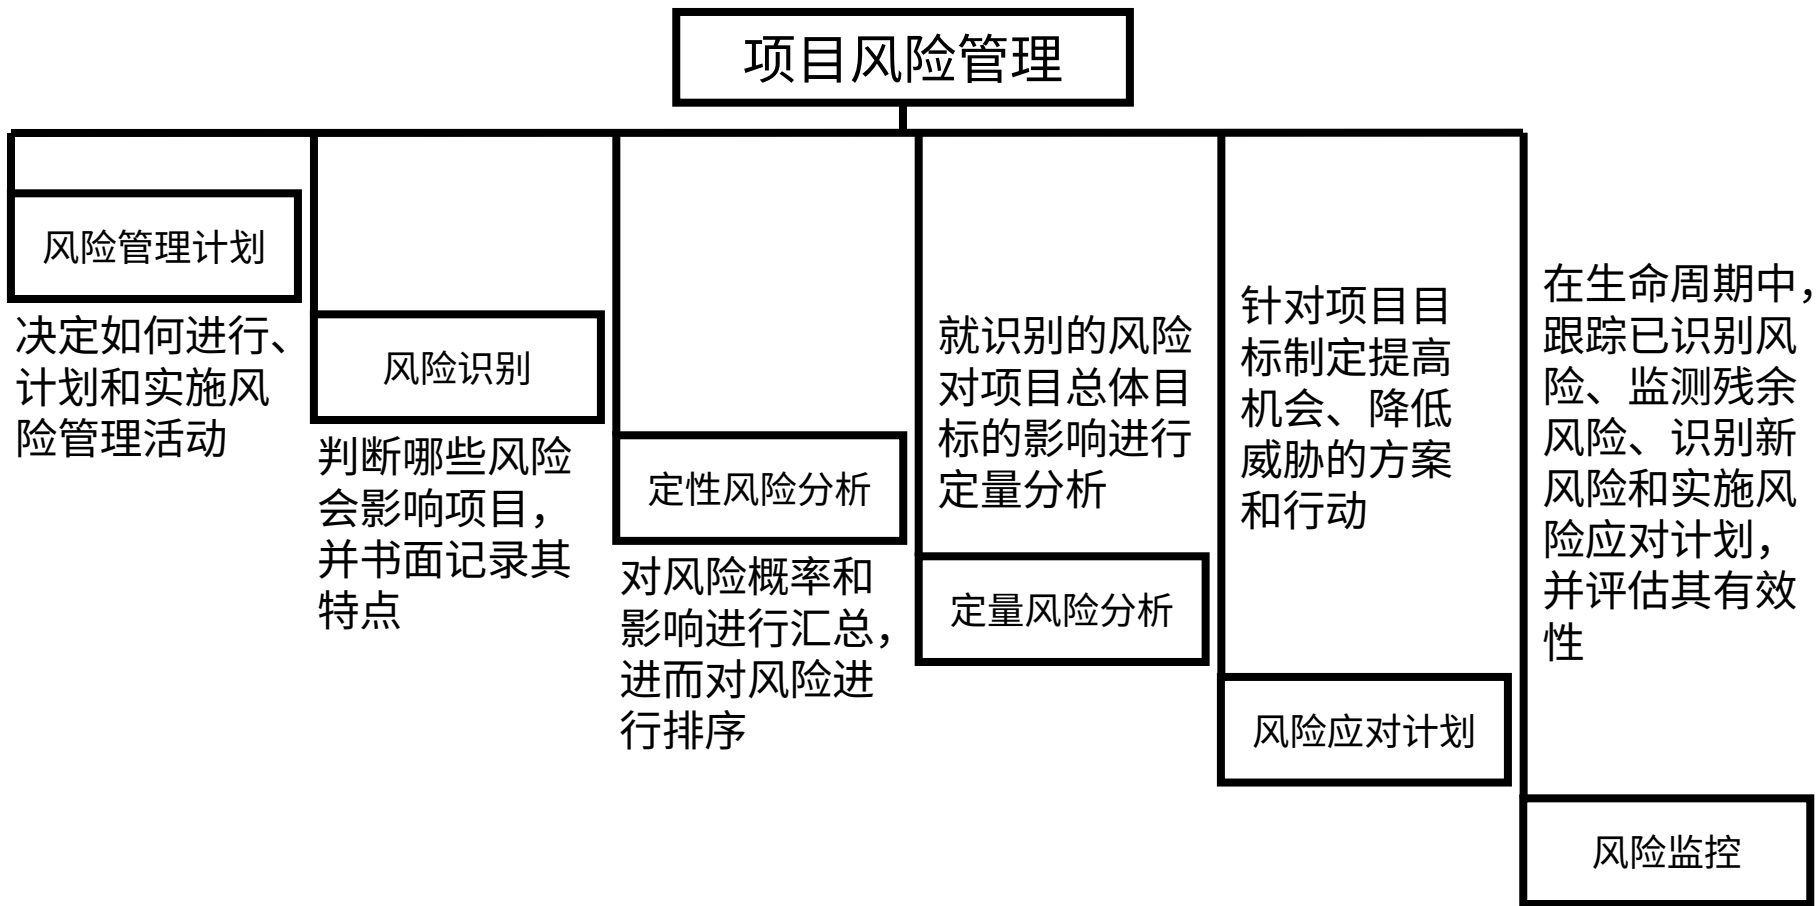 项目风险管理
风险管理计划
决定如何进行、
计划和实施风
险管理活动
风险识别
判断哪些风险
会影响项目，
并书面记录其
特点
定性风险分析
对风险概率和
影响进行汇总，
进而对风险进
行排序
就识别的风险
对项目总体目
标的影响进行
定量分析
定量风险分析
针对项目目
标制定提高
机会、降低
威胁的方案
和行动
风险应对计划
在生命周期中，
跟踪已识别风
险、监测残余
风险、识别新
风险和实施风
险应对计划，
并评估其有效
性
风险监控